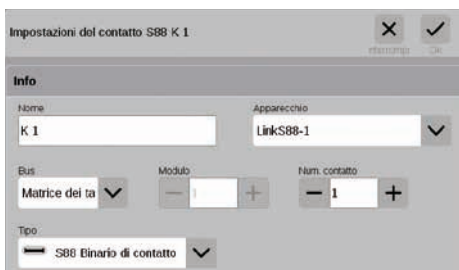 Impostazioni del contatto S88 K 1
Interrompi OK
Info
Nome Apparecchio
K 1 LinkS88-1
Bus Modulo Num. contatto
Matrice dei ta 1 1
Tipo
S88 Binario di contatto